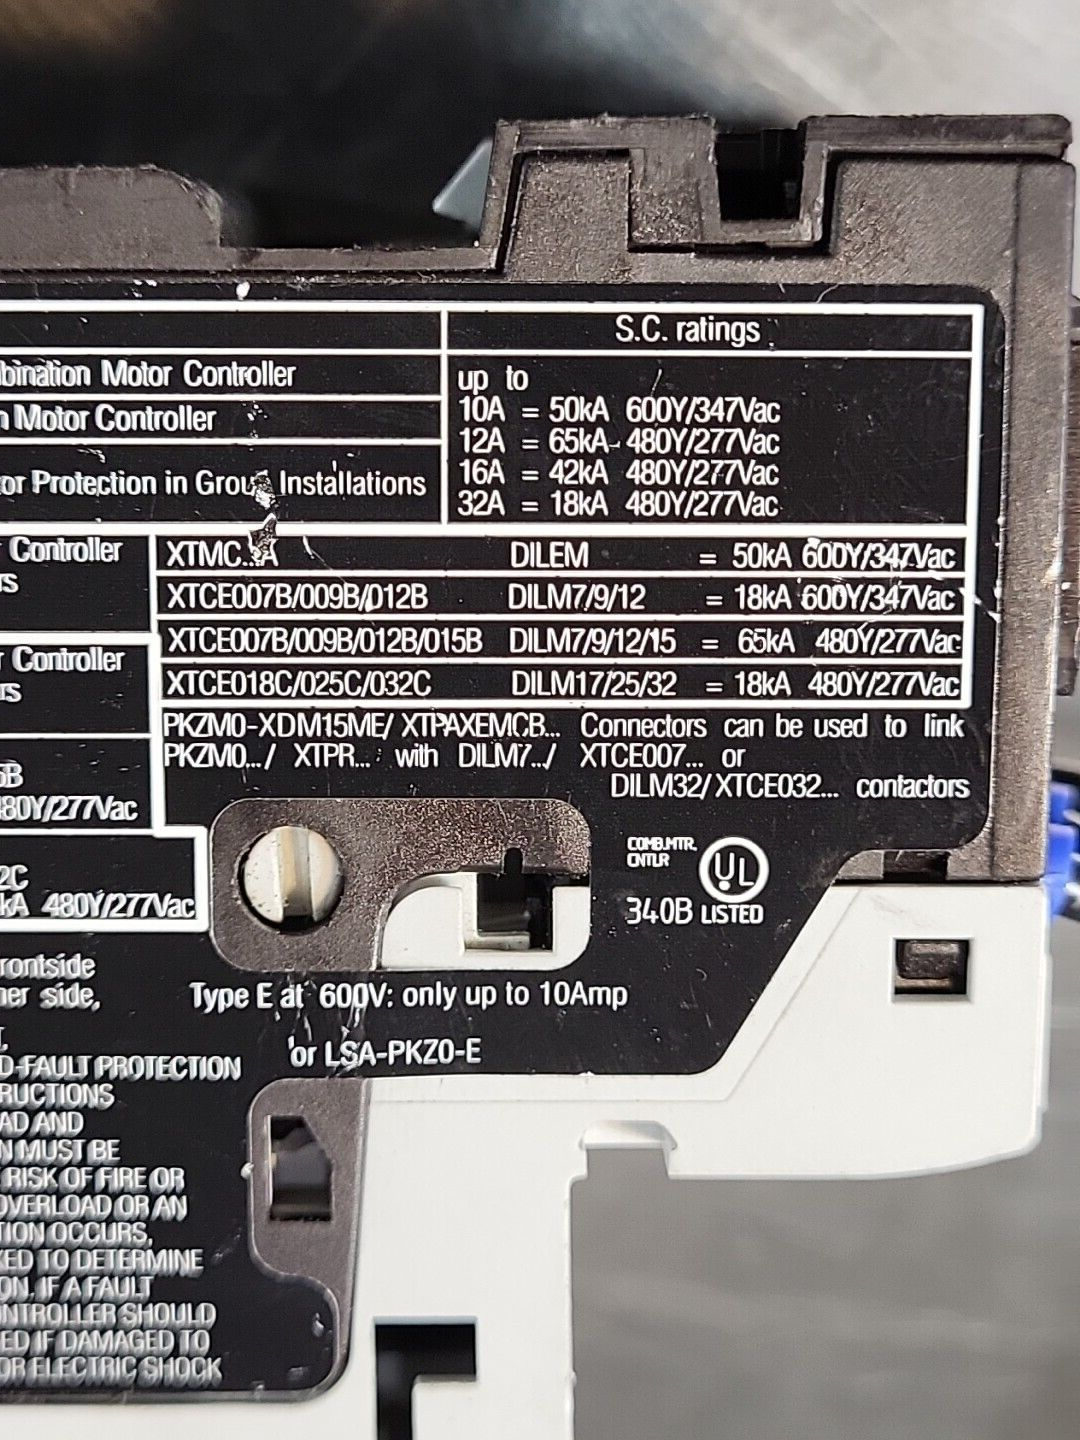 S.C. ratings
bination Motor Controller
n Motor Controller
or Protection in Group Installations
up to
10A = 50kA 600Y/347Vac
12A = 65kA 480Y/277Vac
16A = 42kA 480Y/277Vac
32A = 18kA 480Y/277Vac
r Controller
rs
XTMC...A DILEM = 50kA 600Y/347Vac
XTCE007B/009B/012B DILM7/9/12 = 18kA 600Y/347Vac
XTCE007B/009B/012B/015B DILM7/9/12/15 = 65kA 480Y/277Vac
XTCE018C/025C/032C DILM17/25/32 = 18kA 480Y/277Vac
r Controller
rs
PKZM0-XDM15ME/ XTPAXEMCB... Connectors can be used to link
PKZM0.../ XTPR... with DILM7../ XTCE007... or
DILM32/ XTCE032... contactors
5B
480Y/277Vac
2C
kA 480Y/277Vac
COMB.MTR.
CNTLR
UL
340B LISTED
rontside
ner side,
Type E at 600V: only up to 10Amp
or LSA-PKZ0-E
D-FAULT PROTECTION
RUCTIONS
AD AND
N MUST BE
RISK OF FIRE OR
OVERLOAD OR AN
TION OCCURS,
KED TO DETERMINE
ON. IF A FAULT
NTROLLER SHOULD
ED IF DAMAGED TO
OR ELECTRIC SHOCK